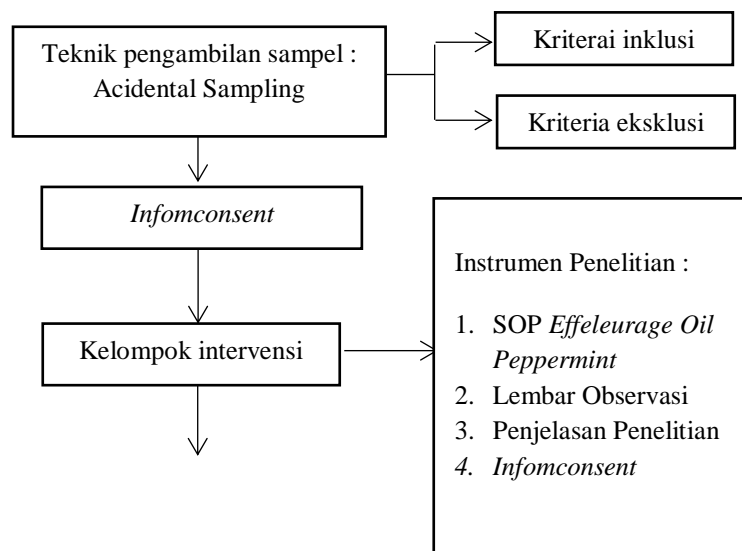 Teknik pengambilan sampel :
Acidental Sampling
Kriterai inklusi
Kriteria eksklusi
Infomconsent
Kelompok intervensi
Instrumen Penelitian :
1. SOP Effeleurage Oil
Peppermint
2. Lembar Observasi
3. Penjelasan Penelitian
4. Infomconsent